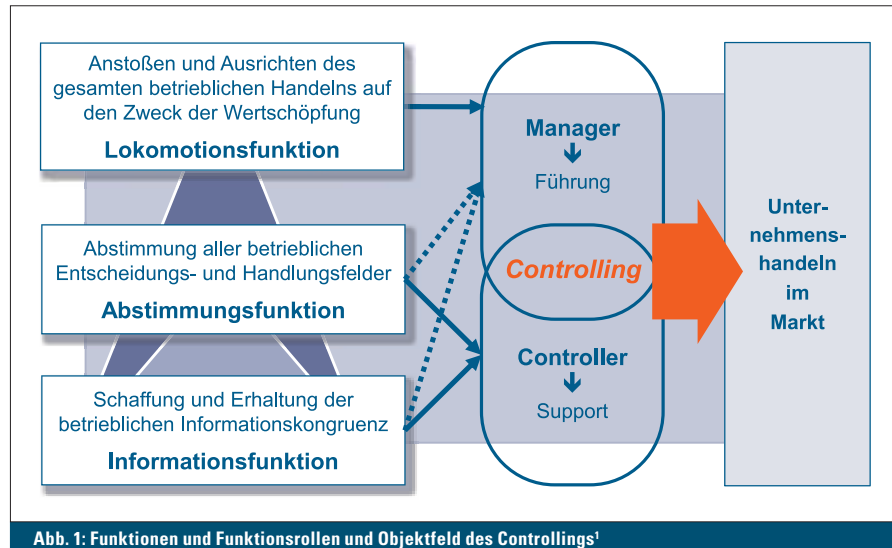 Anstoßen und Ausrichten des
gesamten betrieblichen Handelns auf
den Zweck der Wertschöpfung
Lokomotionsfunktion
Abstimmung aller betrieblichen
Entscheidungs- und Handlungsfelder
Abstimmungsfunktion
Schaffung und Erhaltung der
betrieblichen Informationskongruenz
Informationsfunktion
Manager
Führung
Controlling
Controller
Support
Unter-
nehmens-
handeln
im
Markt
Abb. 1: Funktionen und Funktionsrollen und Objektfeld des Controllings¹